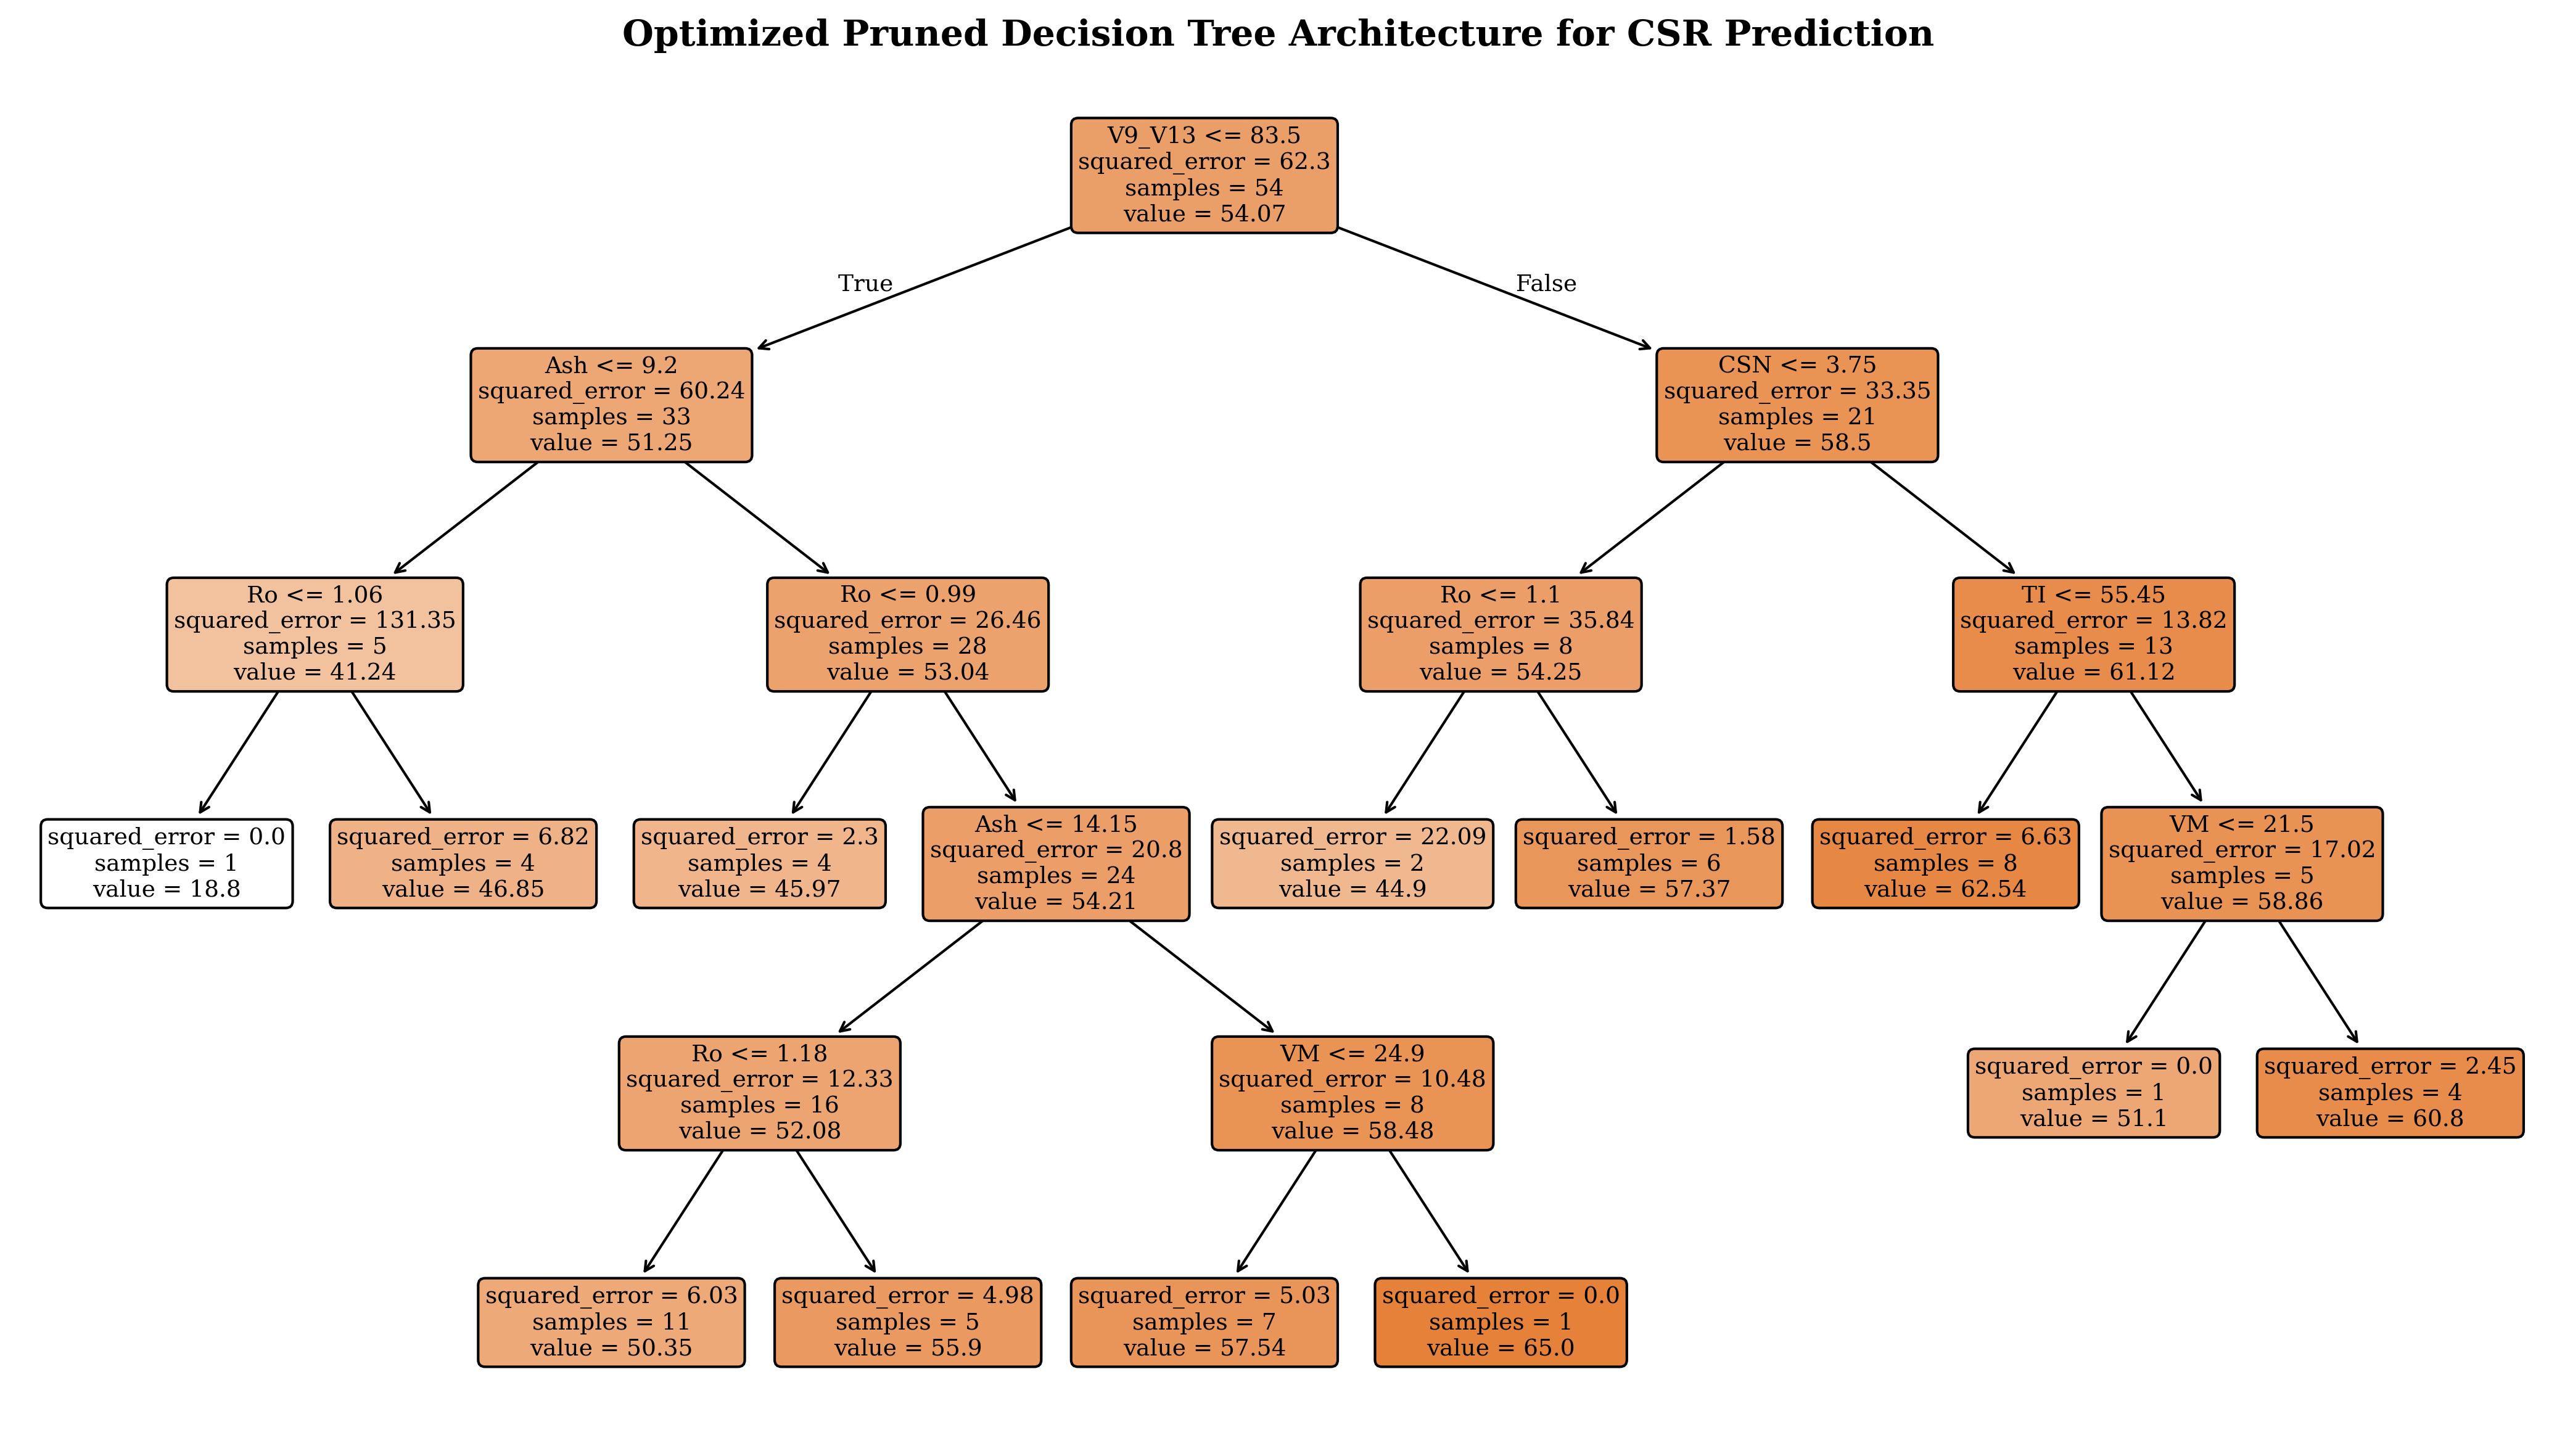 Optimized Pruned Decision Tree Architecture for CSR Prediction
V9_V13 <= 83.5
squared_error = 62.3
samples = 54
value = 54.07
True
False
Ash <= 9.2
squared_error = 60.24
samples = 33
value = 51.25
CSN <= 3.75
squared_error = 33.35
samples = 21
value = 58.5
Ro <= 1.06
squared_error = 131.35
samples = 5
value = 41.24
Ro <= 0.99
squared_error = 26.46
samples = 28
value = 53.04
Ro <= 1.1
squared_error = 35.84
samples = 8
value = 54.25
TI <= 55.45
squared_error = 13.82
samples = 13
value = 61.12
squared_error = 0.0
samples = 1
value = 18.8
squared_error = 6.82
samples = 4
value = 46.85
squared_error = 2.3
samples = 4
value = 45.97
Ash <= 14.15
squared_error = 20.8
samples = 24
value = 54.21
squared_error = 22.09
samples = 2
value = 44.9
squared_error = 1.58
samples = 6
value = 57.37
squared_error = 6.63
samples = 8
value = 62.54
VM <= 21.5
squared_error = 17.02
samples = 5
value = 58.86
Ro <= 1.18
squared_error = 12.33
samples = 16
value = 52.08
VM <= 24.9
squared_error = 10.48
samples = 8
value = 58.48
squared_error = 0.0
samples = 1
value = 51.1
squared_error = 2.45
samples = 4
value = 60.8
squared_error = 6.03
samples = 11
value = 50.35
squared_error = 4.98
samples = 5
value = 55.9
squared_error = 5.03
samples = 7
value = 57.54
squared_error = 0.0
samples = 1
value = 65.0